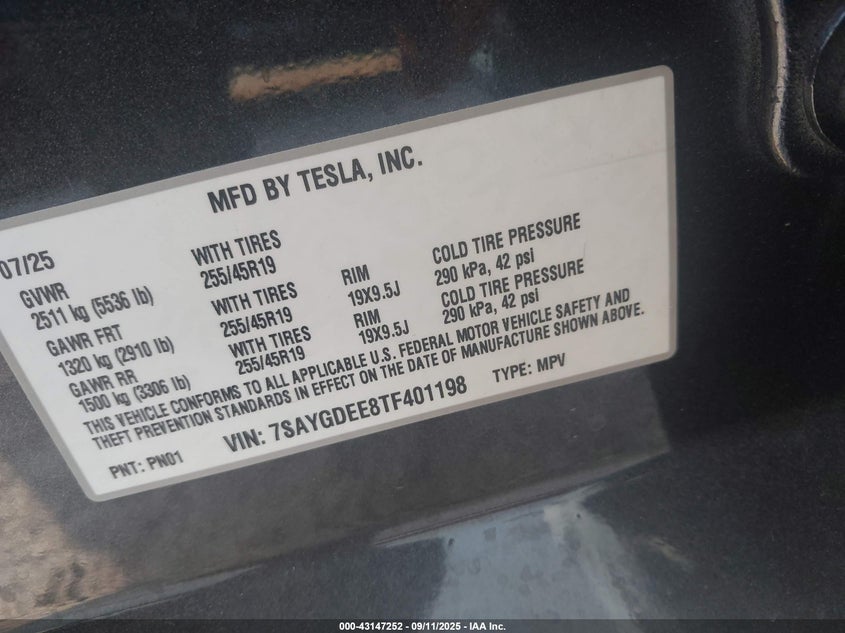 MFD BY TESLA, INC.
07/25
GVWR WITH TIRES
2511 kg (5536 lb) 255/45R19
GAWR FRT WITH TIRES RIM COLD TIRE PRESSURE
1320 kg (2910 lb) 255/45R19 19X9.5J 290 kPa, 42 psi
GAWR RR WITH TIRES RIM COLD TIRE PRESSURE
1500 kg (3306 lb) 255/45R19 19X9.5J 290 kPa, 42 psi
THIS VEHICLE CONFORMS TO ALL APPLICABLE U.S. FEDERAL MOTOR VEHICLE SAFETY AND
THEFT PREVENTION STANDARDS IN EFFECT ON THE DATE OF MANUFACTURE SHOWN ABOVE.
PNT: PN01 VIN: 7SAYGDEE8TF401198 TYPE: MPV
000-43147252 - 09/11/2025 - IAA Inc.